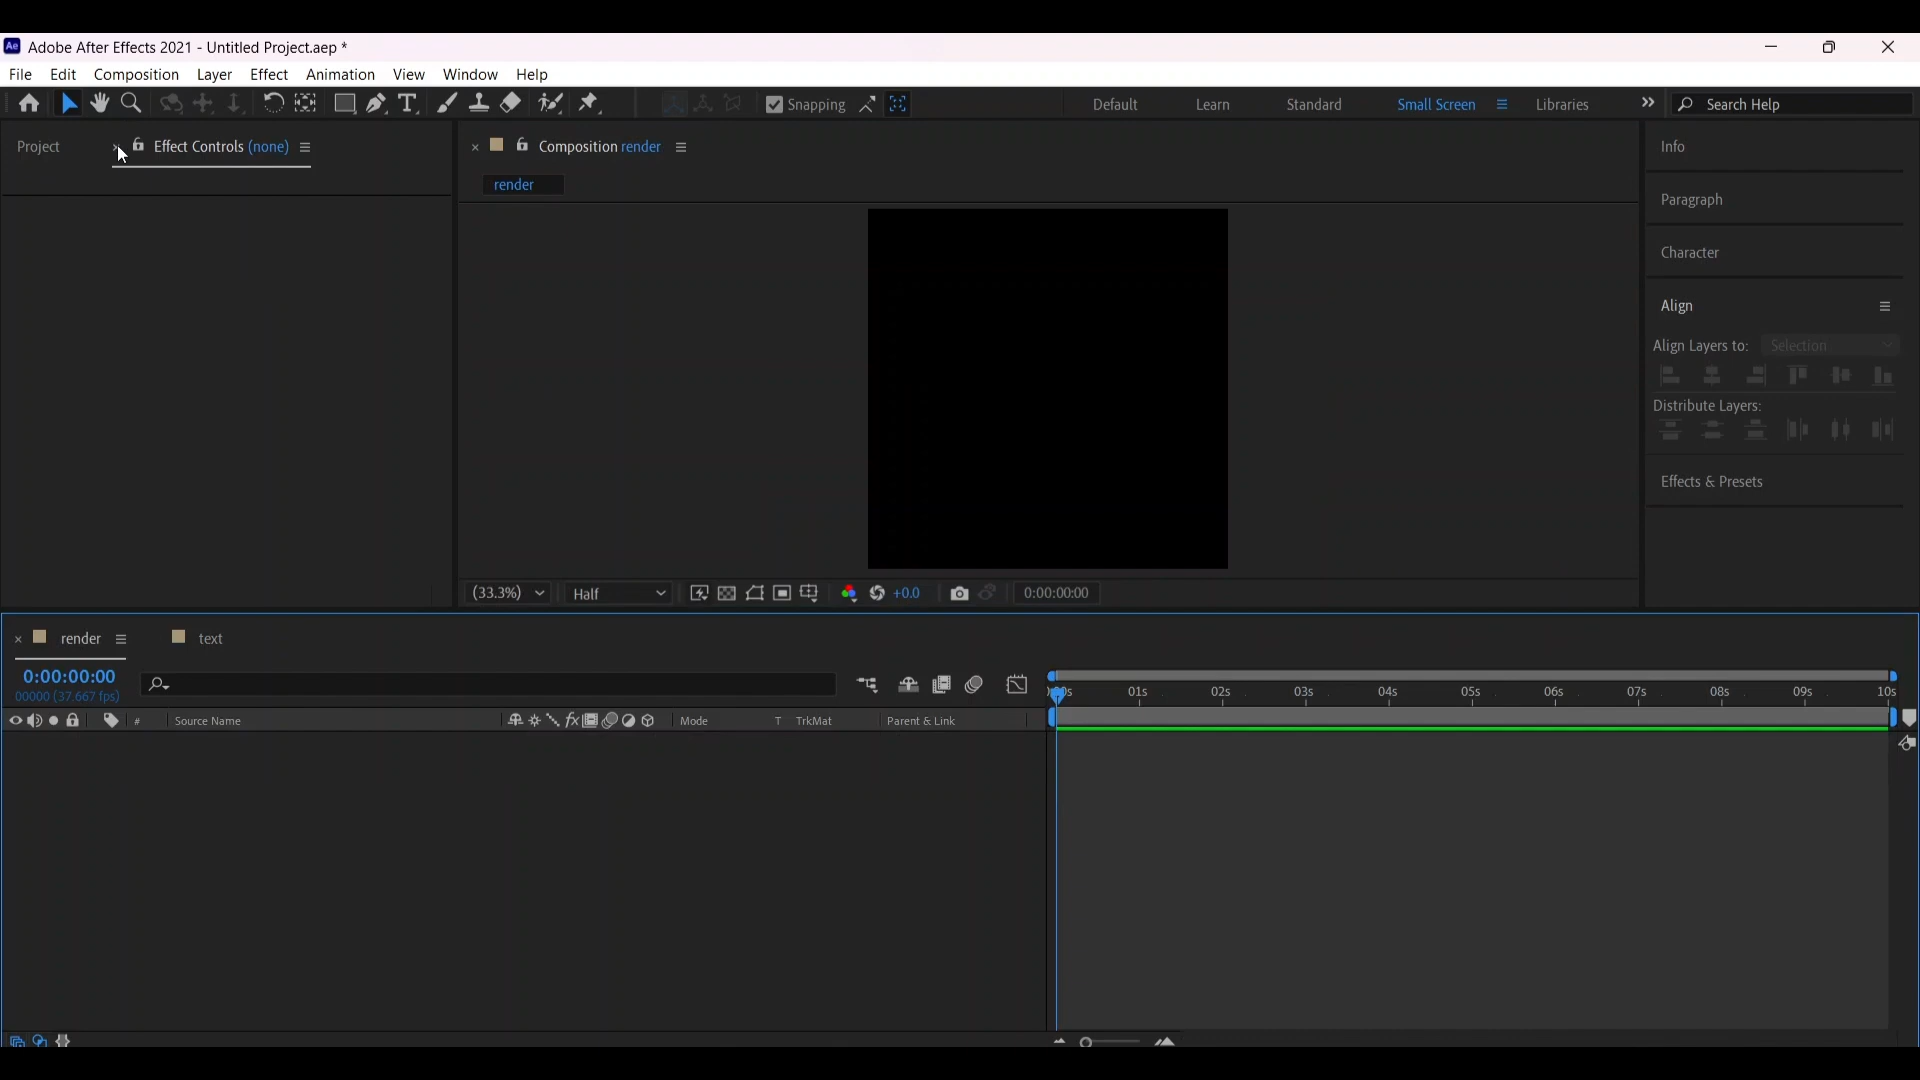 Ae Adobe After Effects 2021 - Untitled Project.aep *
File Edit Composition Layer Effect Animation View Window Help
Snapping Default Learn Standard Small Screen Libraries Search Help
Project Effect Controls (none) Composition render Info
render
Paragraph
Character
Align
Align Layers to: Selection
Distribute Layers:
Effects & Presets
(33.3%) Half +0.0 0:00:00:00
render text
0:00:00:00
00000 (37.667 fps)
01s 02s 03s 04s 05s 06s 07s 08s 09s 10s
# Source Name fx Mode T TrkMat Parent & Link